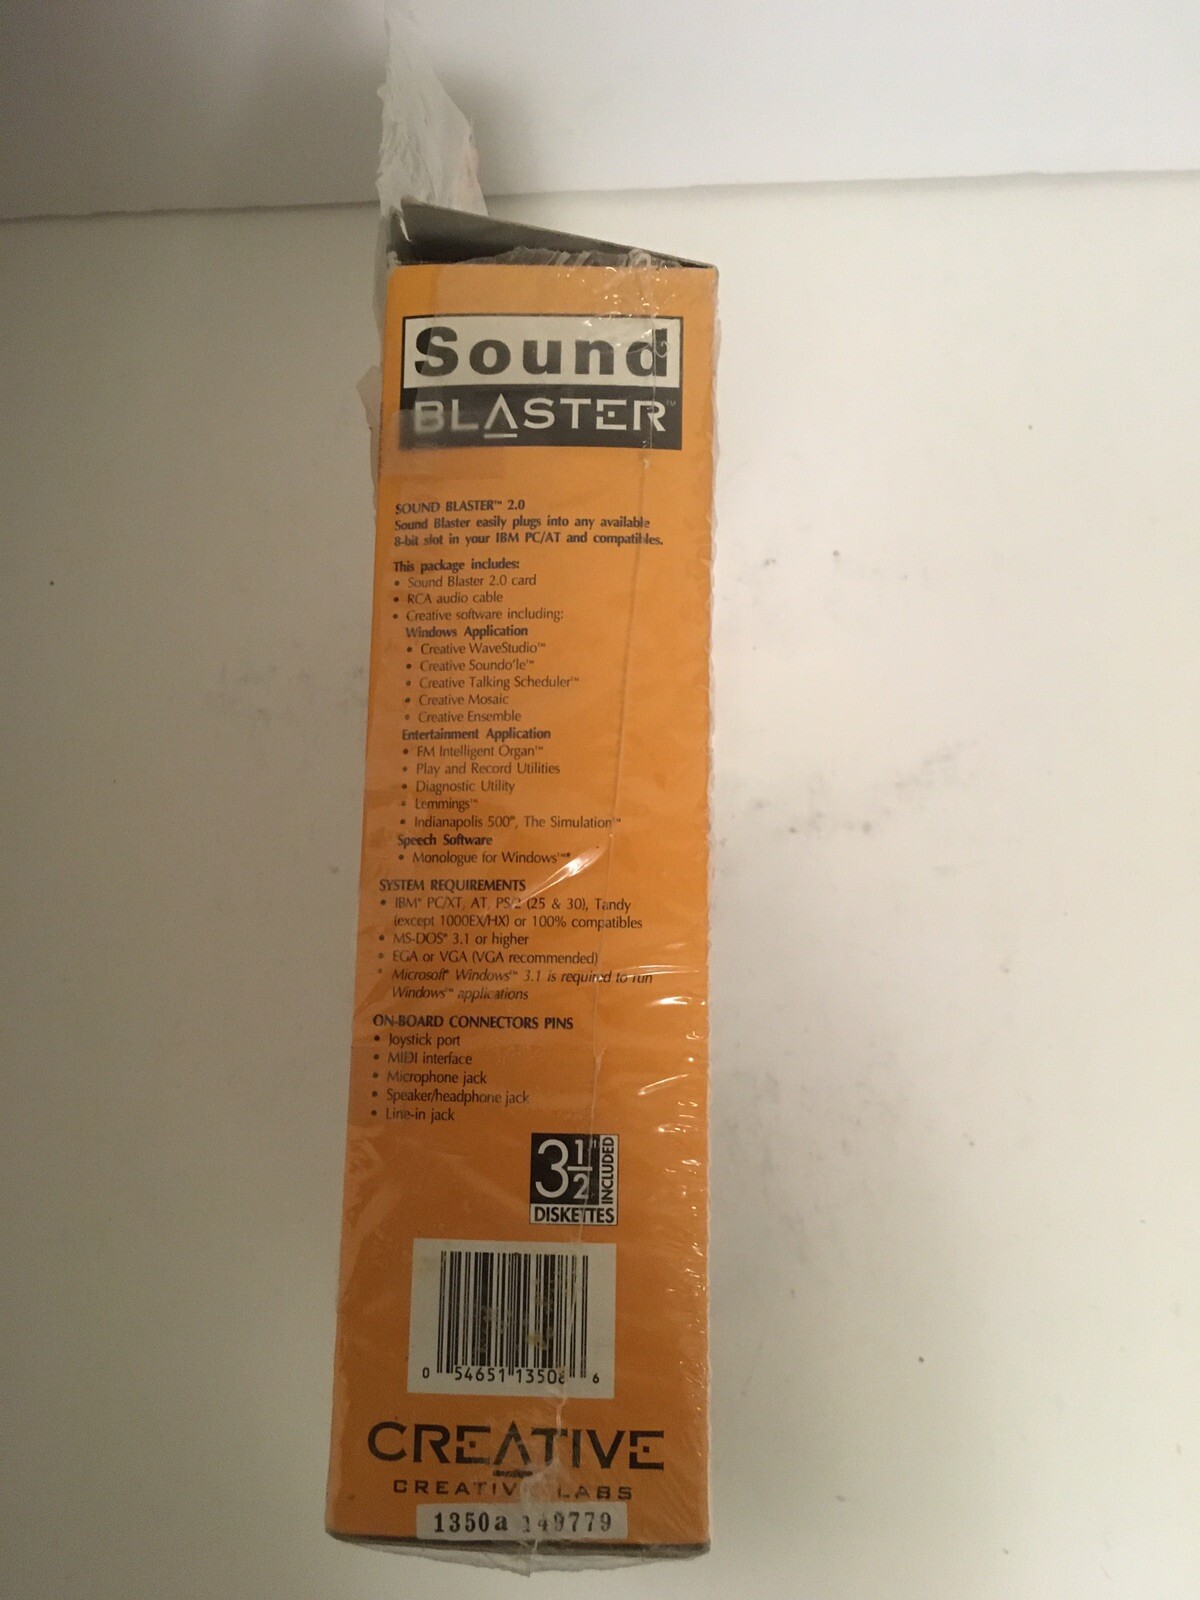 Sound
BLASTER™
SOUND BLASTER™ 2.0
Sound Blaster easily plugs into any available
8-bit slot in your IBM PC/AT and compatibles.
This package includes:
• Sound Blaster 2.0 card
• RCA audio cable
• Creative software including:
Windows Application
• Creative WaveStudio™
• Creative Soundo'le™
• Creative Talking Scheduler™
• Creative Mosaic
• Creative Ensemble
Entertainment Application
• FM Intelligent Organ™
• Play and Record Utilities
• Diagnostic Utility
• Lemmings™
• Indianapolis 500®, The Simulation™
Speech Software
• Monologue for Windows™*
SYSTEM REQUIREMENTS
• IBM® PC/XT, AT, PS/2 (25 & 30), Tandy
(except 1000EX/HX) or 100% compatibles
• MS-DOS® 3.1 or higher
• EGA or VGA (VGA recommended)
* Microsoft® Windows™ 3.1 is required to run
Windows™ applications
ON-BOARD CONNECTORS PINS
• Joystick port
• MIDI interface
• Microphone jack
• Speaker/headphone jack
• Line-in jack
3 1/2" INCLUDED
DISKETTES
0 54651 13508 6
CREATIVE
CREATIVE LABS
1350a 49779